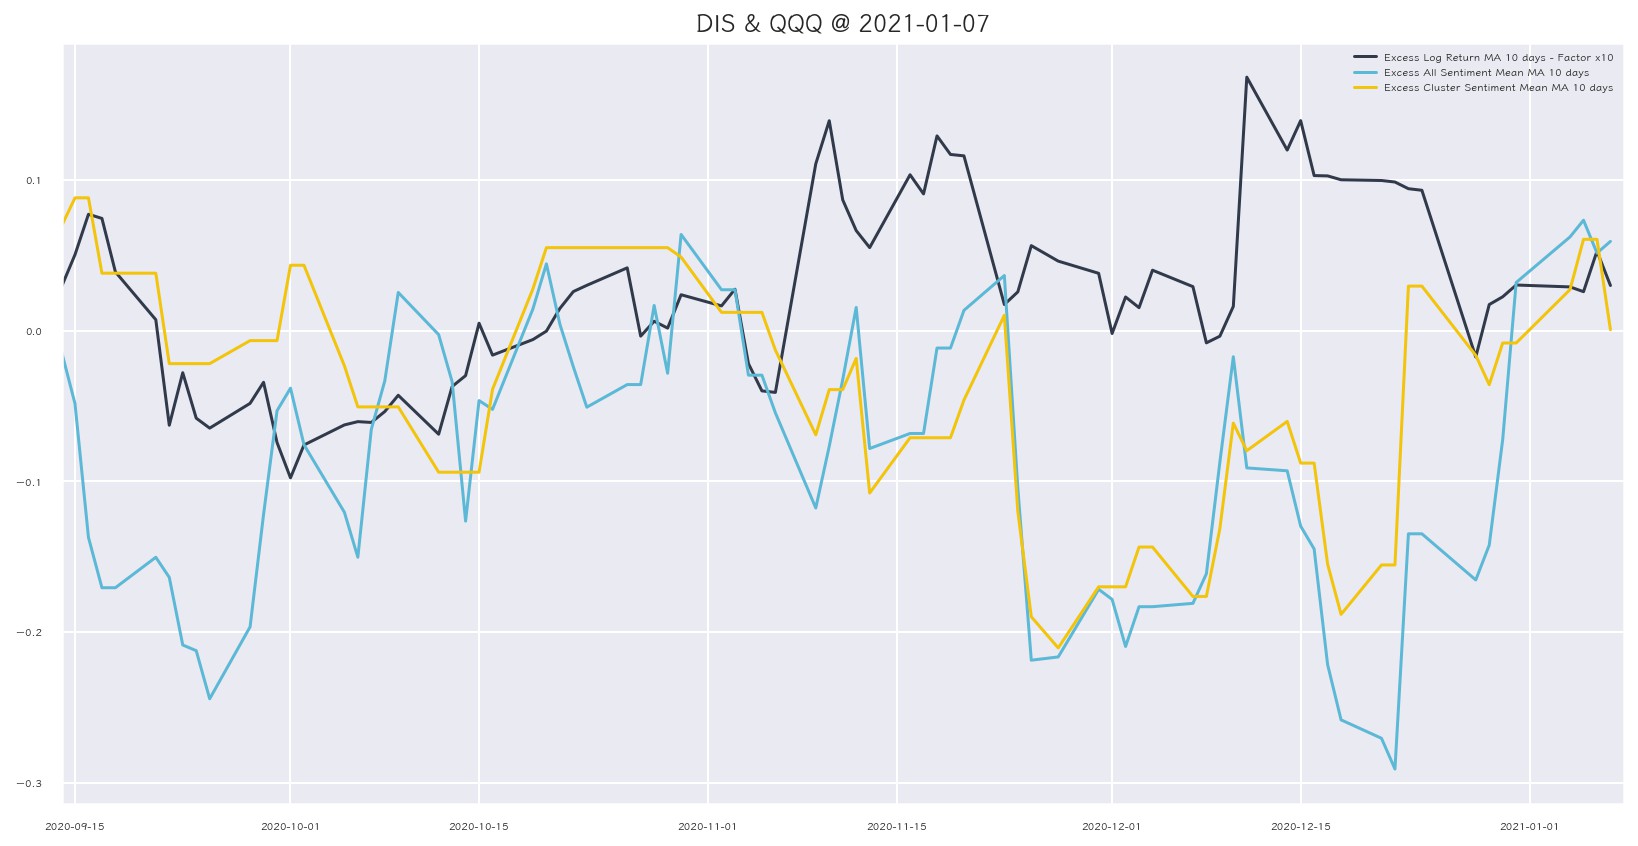 DIS & QQQ @ 2021-01-07
Excess Log Return MA 10 days - Factor x10
Excess All Sentiment Mean MA 10 days
Excess Cluster Sentiment Mean MA 10 days
0.1
0.0
−0.1
−0.2
−0.3
2020-09-15 2020-10-01 2020-10-15 2020-11-01 2020-11-15 2020-12-01 2020-12-15 2021-01-01